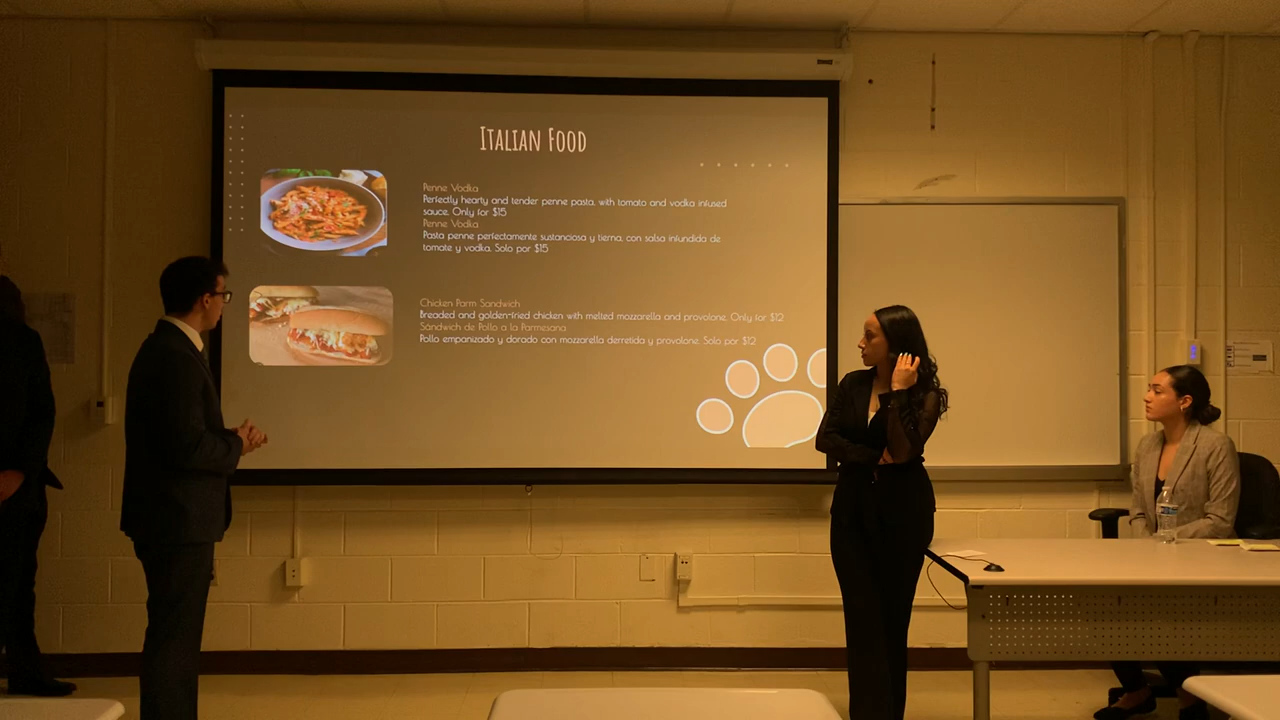 Italian Food
Penne Vodka
Perfectly hearty and tender penne pasta, with tomato and vodka infused
sauce. Only for $15
Penne Vodka
Pasta penne perfectamente sustanciosa y tierna, con salsa infundida de
tomate y vodka. Solo por $15
Chicken Parm Sandwich
Breaded and golden-fried chicken with melted mozzarella and provolone. Only for $12
Sándwich de Pollo a la Parmesana
Pollo empanizado y dorado con mozzarella derretida y provolone. Solo por $12